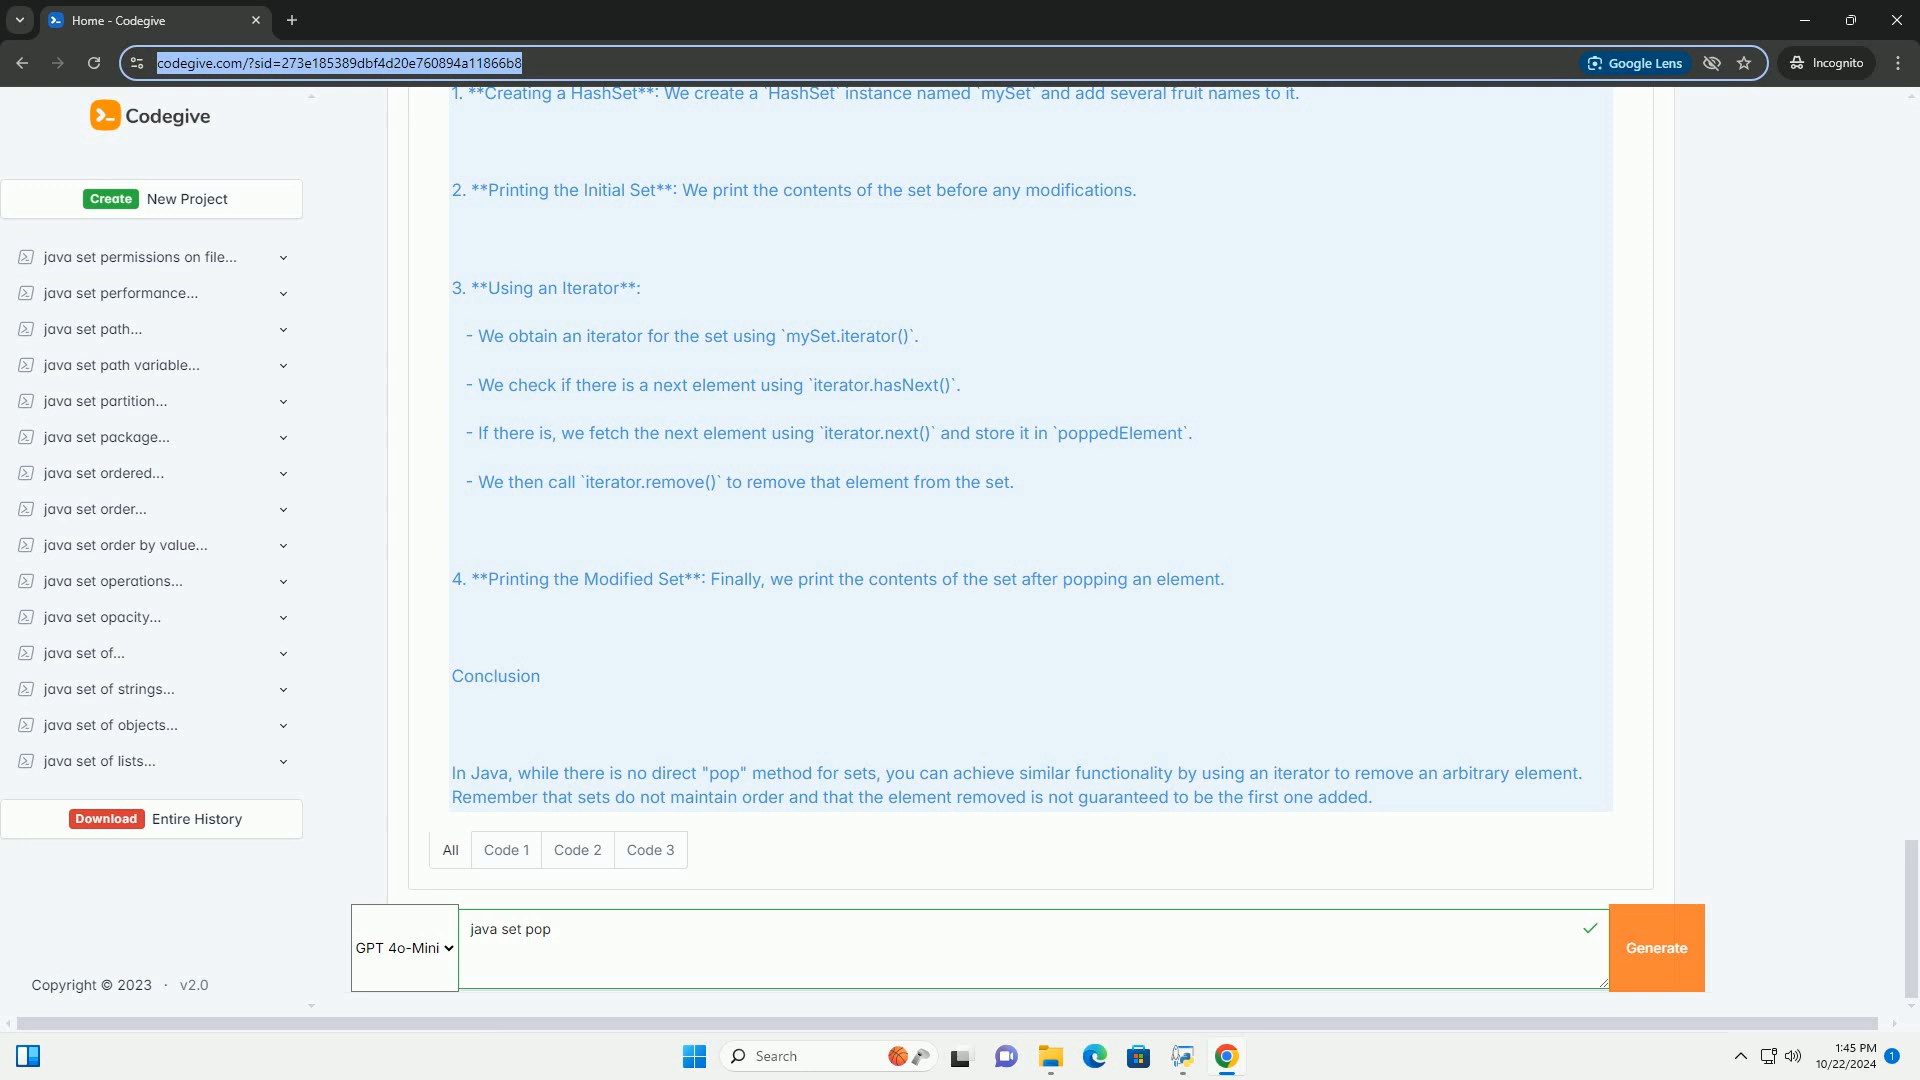 Home - Codegive
codegive.com/?sid=273e185389dbf4d20e760894a11866b8
Google Lens
Incognito
Codegive
Create New Project
java set permissions on file...
java set performance...
java set path...
java set path variable...
java set partition...
java set package...
java set ordered...
java set order...
java set order by value...
java set operations...
java set opacity...
java set of...
java set of strings...
java set of objects...
java set of lists...
Download Entire History
Copyright © 2023 · v2.0
1. **Creating a HashSet**: We create a `HashSet` instance named `mySet` and add several fruit names to it.
2. **Printing the Initial Set**: We print the contents of the set before any modifications.
3. **Using an Iterator**:
- We obtain an iterator for the set using `mySet.iterator()`.
- We check if there is a next element using `iterator.hasNext()`.
- If there is, we fetch the next element using `iterator.next()` and store it in `poppedElement`.
- We then call `iterator.remove()` to remove that element from the set.
4. **Printing the Modified Set**: Finally, we print the contents of the set after popping an element.
Conclusion
In Java, while there is no direct "pop" method for sets, you can achieve similar functionality by using an iterator to remove an arbitrary element.
Remember that sets do not maintain order and that the element removed is not guaranteed to be the first one added.
All Code 1 Code 2 Code 3
GPT 4o-Mini
java set pop
Generate
Search
1:45 PM
10/22/2024
1